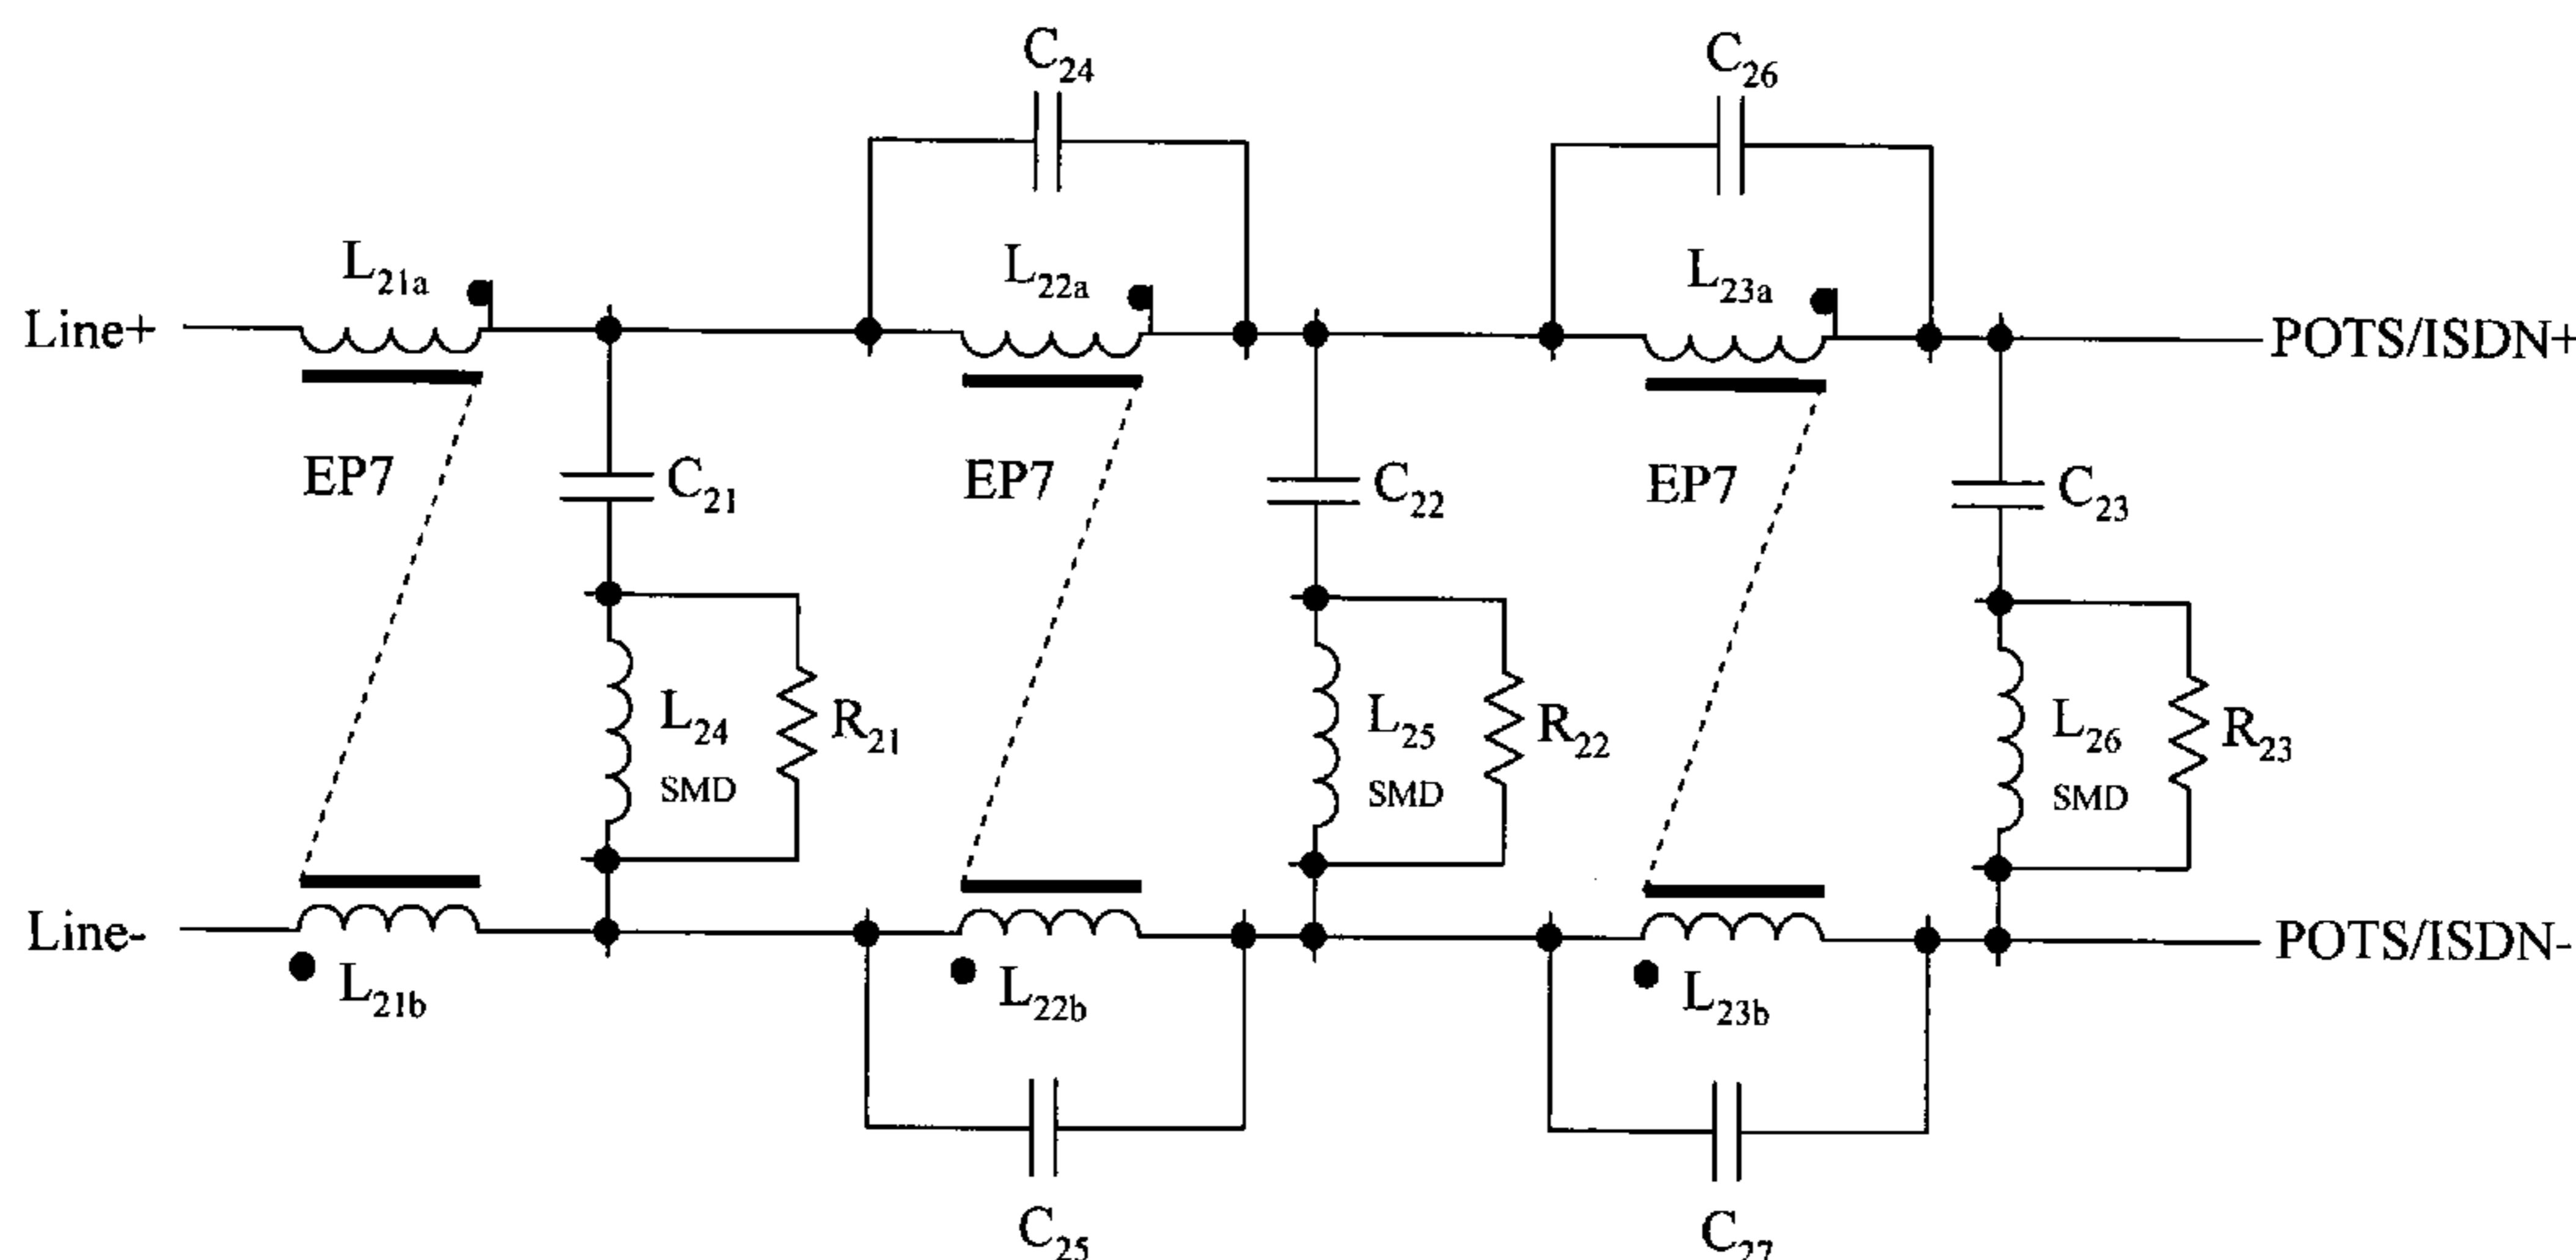 C₂₄
C₂₆
L₂₁ₐ
L₂₂ₐ
L₂₃ₐ
Line+
POTS/ISDN+
EP7
C₂₁
EP7
C₂₂
EP7
C₂₃
L₂₄
SMD
R₂₁
L₂₅
SMD
R₂₂
L₂₆
SMD
R₂₃
Line-
POTS/ISDN-
L₂₁b
L₂₂b
L₂₃b
C₂₅
C₂₇